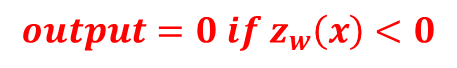 output = 0 if z_w(x) < 0